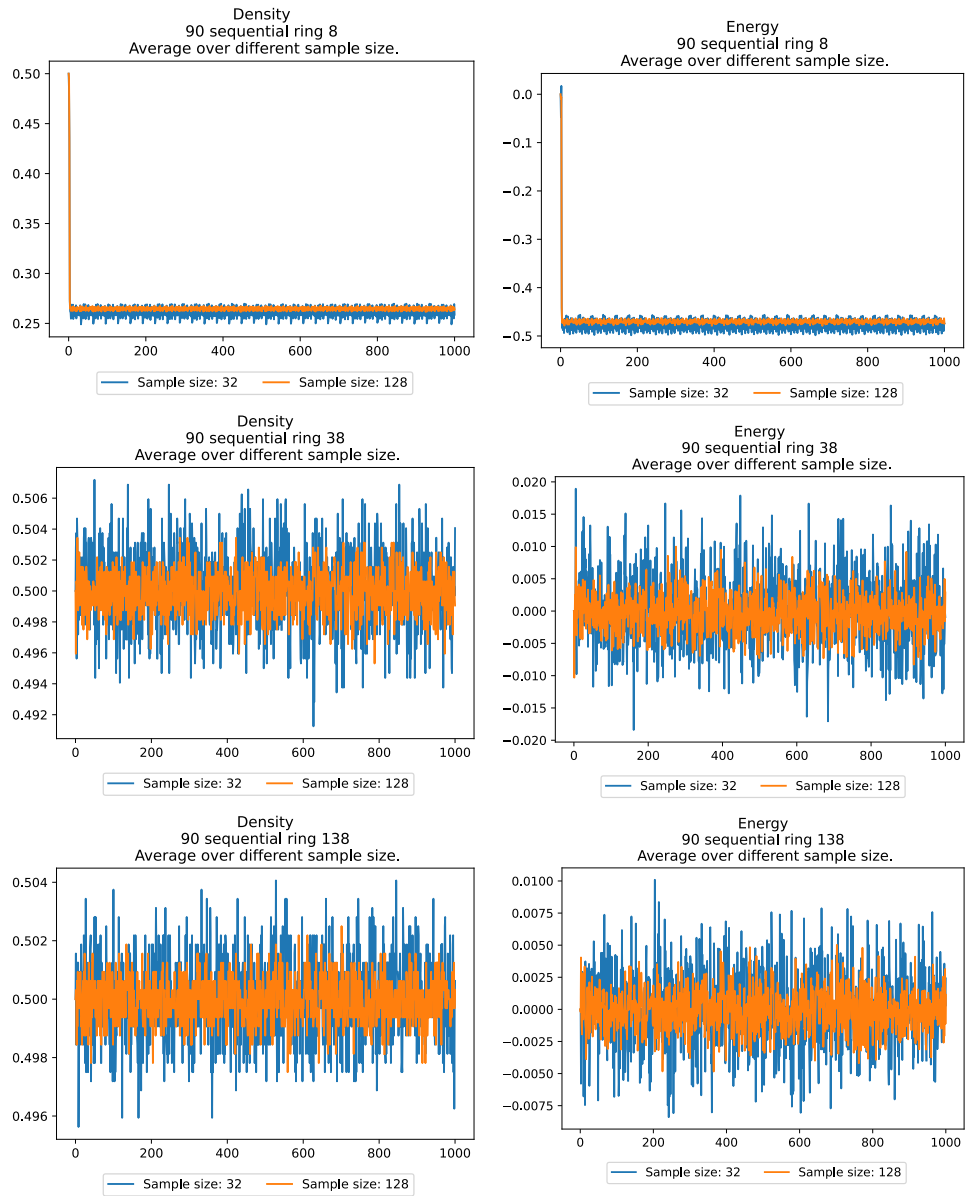 Density
90 sequential ring 8
Average over different sample size.
0.50
0.45
0.40
0.35
0.30
0.25
0
200
400
600
800
1000
Sample size: 32
Sample size: 128
Energy
90 sequential ring 8
Average over different sample size.
0.0
−0.1
−0.2
−0.3
−0.4
−0.5
0
200
400
600
800
1000
Sample size: 32
Sample size: 128
Density
90 sequential ring 38
Average over different sample size.
0.506
0.504
0.502
0.500
0.498
0.496
0.494
0.492
0
200
400
600
800
1000
Sample size: 32
Sample size: 128
Energy
90 sequential ring 38
Average over different sample size.
0.020
0.015
0.010
0.005
0.000
−0.005
−0.010
−0.015
−0.020
0
200
400
600
800
1000
Sample size: 32
Sample size: 128
Density
90 sequential ring 138
Average over different sample size.
0.504
0.502
0.500
0.498
0.496
0
200
400
600
800
1000
Sample size: 32
Sample size: 128
Energy
90 sequential ring 138
Average over different sample size.
0.0100
0.0075
0.0050
0.0025
0.0000
−0.0025
−0.0050
−0.0075
0
200
400
600
800
1000
Sample size: 32
Sample size: 128